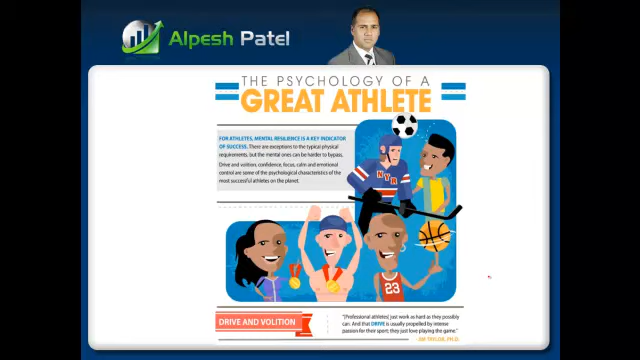 Alpesh Patel
THE PSYCHOLOGY OF A
GREAT ATHLETE
FOR ATHLETES, MENTAL RESILIENCE IS A KEY INDICATOR
OF SUCCESS. There are exceptions to the typical physical
requirements, but the mental ones can be harder to bypass.
Drive and volition, confidence, focus, calm and emotional
control are some of the psychological characteristics of the
most successful athletes on the planet.
NYR
23
DRIVE AND VOLITION
"Professional athletes just work as hard as they possibly
can. And that DRIVE is usually propelled by intense
passion for their sport; they just love playing the game."
TAYLOR, PH.D.